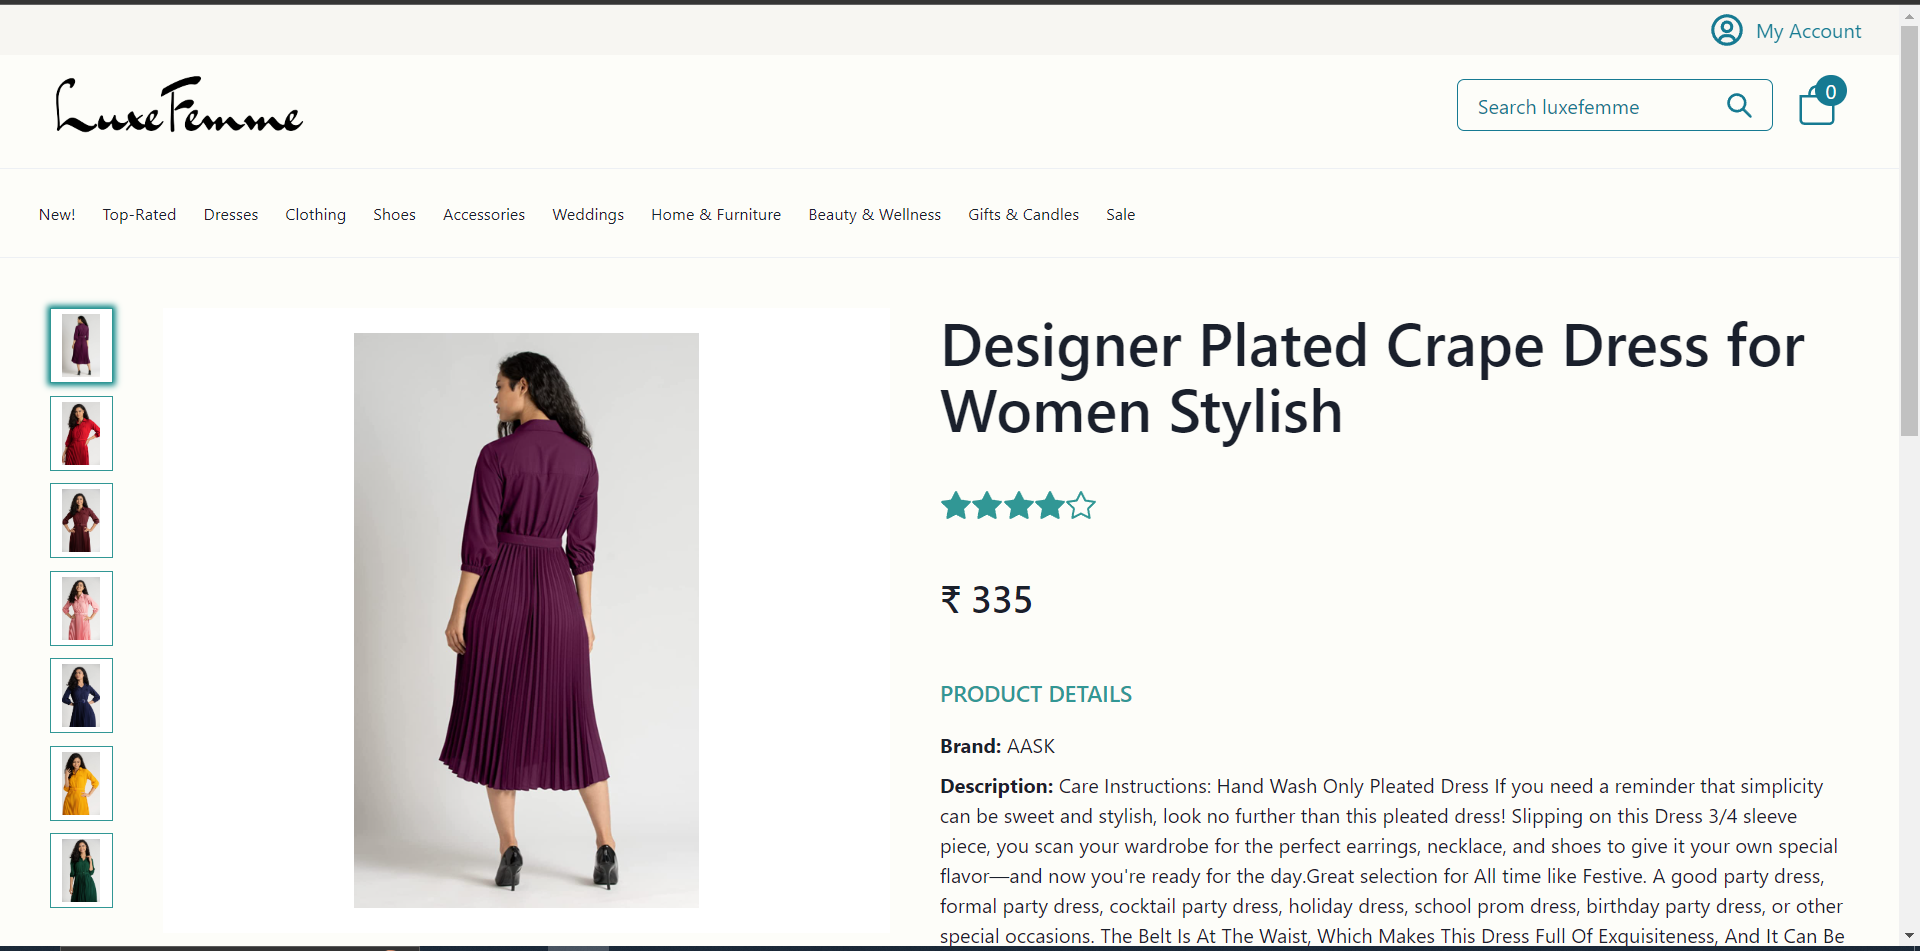 My Account
LuxeFemme
Search luxefemme
0
New! Top-Rated Dresses Clothing Shoes Accessories Weddings Home & Furniture Beauty & Wellness Gifts & Candles Sale
Designer Plated Crape Dress for
Women Stylish
₹ 335
PRODUCT DETAILS
Brand: AASK
Description: Care Instructions: Hand Wash Only Pleated Dress If you need a reminder that simplicity
can be sweet and stylish, look no further than this pleated dress! Slipping on this Dress 3/4 sleeve
piece, you scan your wardrobe for the perfect earrings, necklace, and shoes to give it your own special
flavor—and now you're ready for the day.Great selection for All time like Festive. A good party dress,
formal party dress, cocktail party dress, holiday dress, school prom dress, birthday party dress, or other
special occasions. The Belt Is At The Waist, Which Makes This Dress Full Of Exquisiteness, And It Can Be